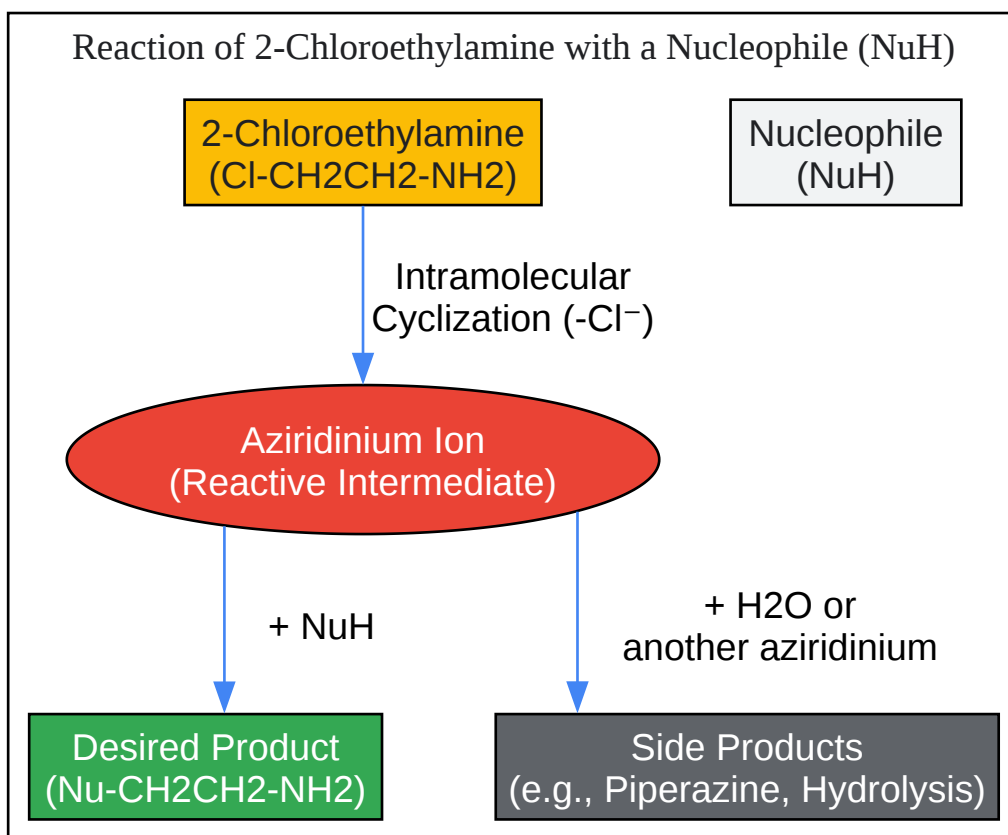 Reaction of 2-Chloroethylamine with a Nucleophile (NuH)
2-Chloroethylamine
(Cl-CH2CH2-NH2)
Nucleophile
(NuH)
Intramolecular
Cyclization (-Cl⁻)
Aziridinium Ion
(Reactive Intermediate)
+ NuH
+ H2O or
another aziridinium
Desired Product
(Nu-CH2CH2-NH2)
Side Products
(e.g., Piperazine, Hydrolysis)